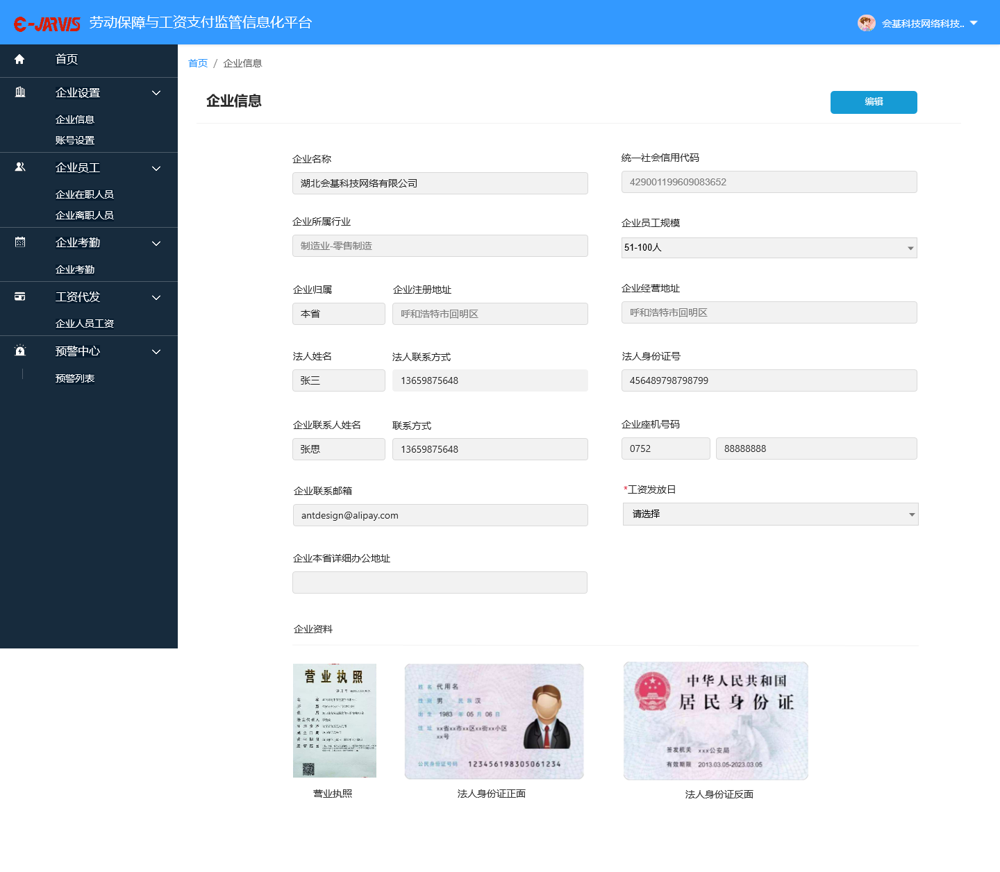 e-JARVIS 劳动保障与工资支付监管信息化平台
会基科技网络科技..
首页
企业设置
企业信息
账号设置
企业员工
企业在职人员
企业离职人员
企业考勤
企业考勤
工资代发
企业人员工资
预警中心
预警列表
首页 / 企业信息
企业信息
编辑
企业名称
湖北会基科技网络有限公司
统一社会信用代码
429001199609083652
企业所属行业
制造业-零售制造
企业员工规模
51-100人
企业归属
本省
企业注册地址
呼和浩特市回明区
企业经营地址
呼和浩特市回明区
法人姓名
张三
法人联系方式
13659875648
法人身份证号
456489798798799
企业联系人姓名
张思
联系方式
13659875648
企业座机号码
0752
88888888
企业联系邮箱
antdesign@alipay.com
*工资发放日
请选择
企业本省详细办公地址
企业资料
营业执照
姓名 代用名
性别 男 民族 汉
出生 1983 年 05 月 06 日
住址 xx省xx市xx区xx街xx小区
xx号
公民身份证号码 123456198305061234
中华人民共和国
居民身份证
签发机关 xxx公安局
有效期限 2013.03.05-2023.03.05
营业执照
法人身份证正面
法人身份证反面